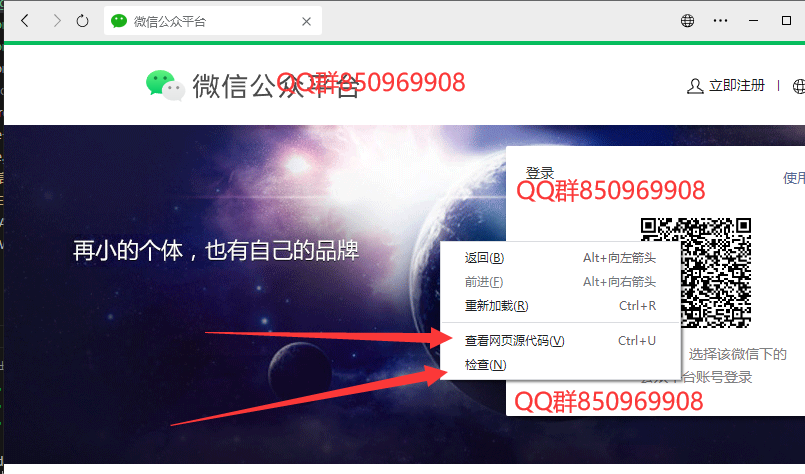 微信公众平台
微信公众平台
QQ群850969908
立即注册
登录
使用
QQ群850969908
再小的个体，也有自己的品牌
返回(B) Alt+向左箭头
前进(F) Alt+向右箭头
重新加载(R) Ctrl+R
查看网页源代码(V) Ctrl+U
检查(N)
选择该微信下的
公众平台账号登录
QQ群850969908